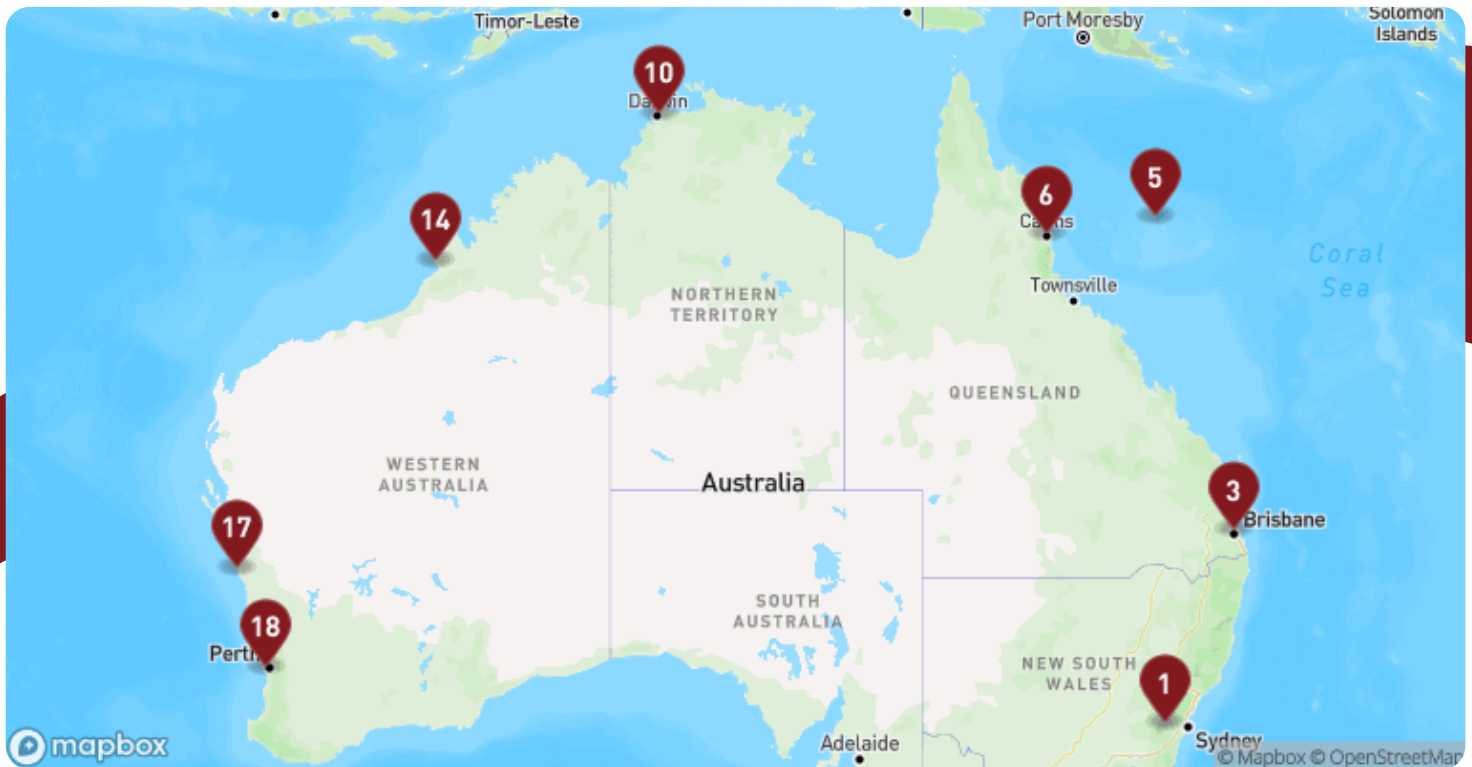 Timor-Leste
Port Moresby
Solomon
Islands
10
Darwin
5
6
Cairns
14
Coral
Sea
Townsville
NORTHERN
TERRITORY
QUEENSLAND
WESTERN
AUSTRALIA
Australia
3
Brisbane
17
SOUTH
AUSTRALIA
18
Perth
NEW SOUTH
WALES
1
Adelaide
Sydney
mapbox
© Mapbox © OpenStreetMap